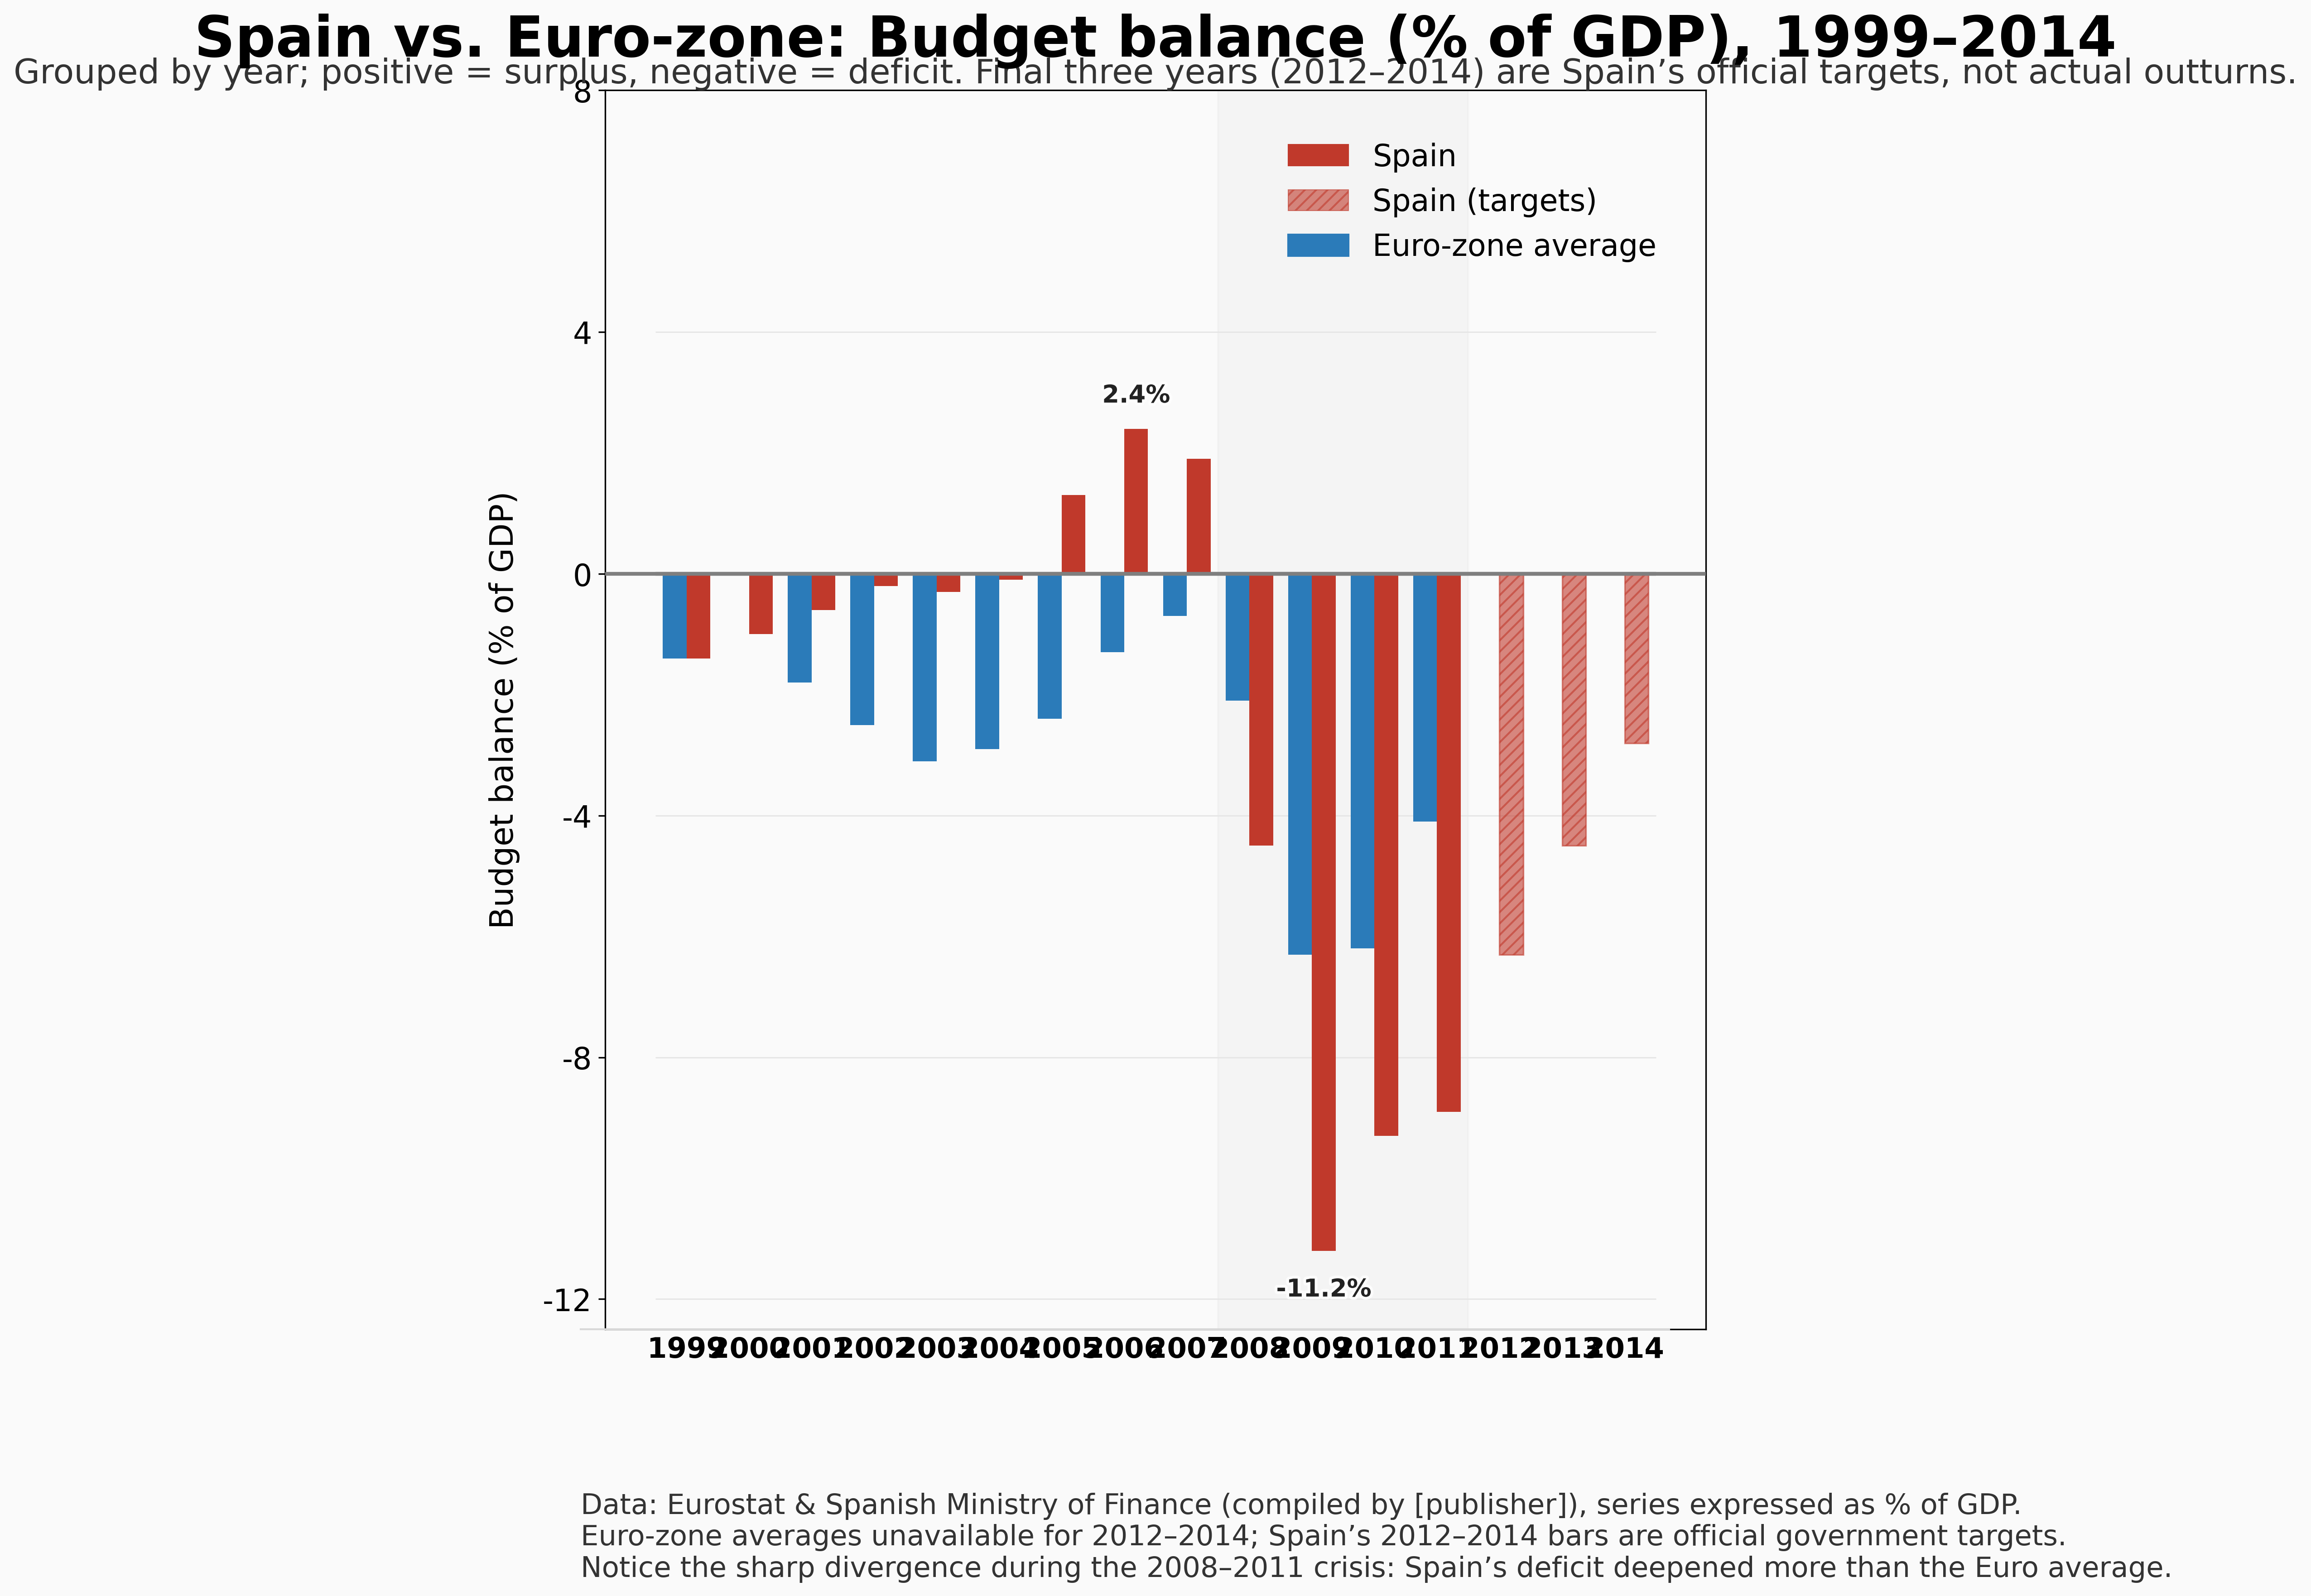 Spain vs. Euro-zone: Budget balance (% of GDP), 1999–2014
Grouped by year; positive = surplus, negative = deficit. Final three years (2012–2014) are Spain’s official targets, not actual outturns.
8
Spain
Spain (targets)
Euro-zone average
4
2.4%
0
Budget balance (% of GDP)
-4
-8
-11.2%
-12
1999 2000 2001 2002 2003 2004 2005 2006 2007 2008 2009 2010 2011 2012 2013 2014
Data: Eurostat & Spanish Ministry of Finance (compiled by [publisher]), series expressed as % of GDP.
Euro-zone averages unavailable for 2012–2014; Spain’s 2012–2014 bars are official government targets.
Notice the sharp divergence during the 2008–2011 crisis: Spain’s deficit deepened more than the Euro average.